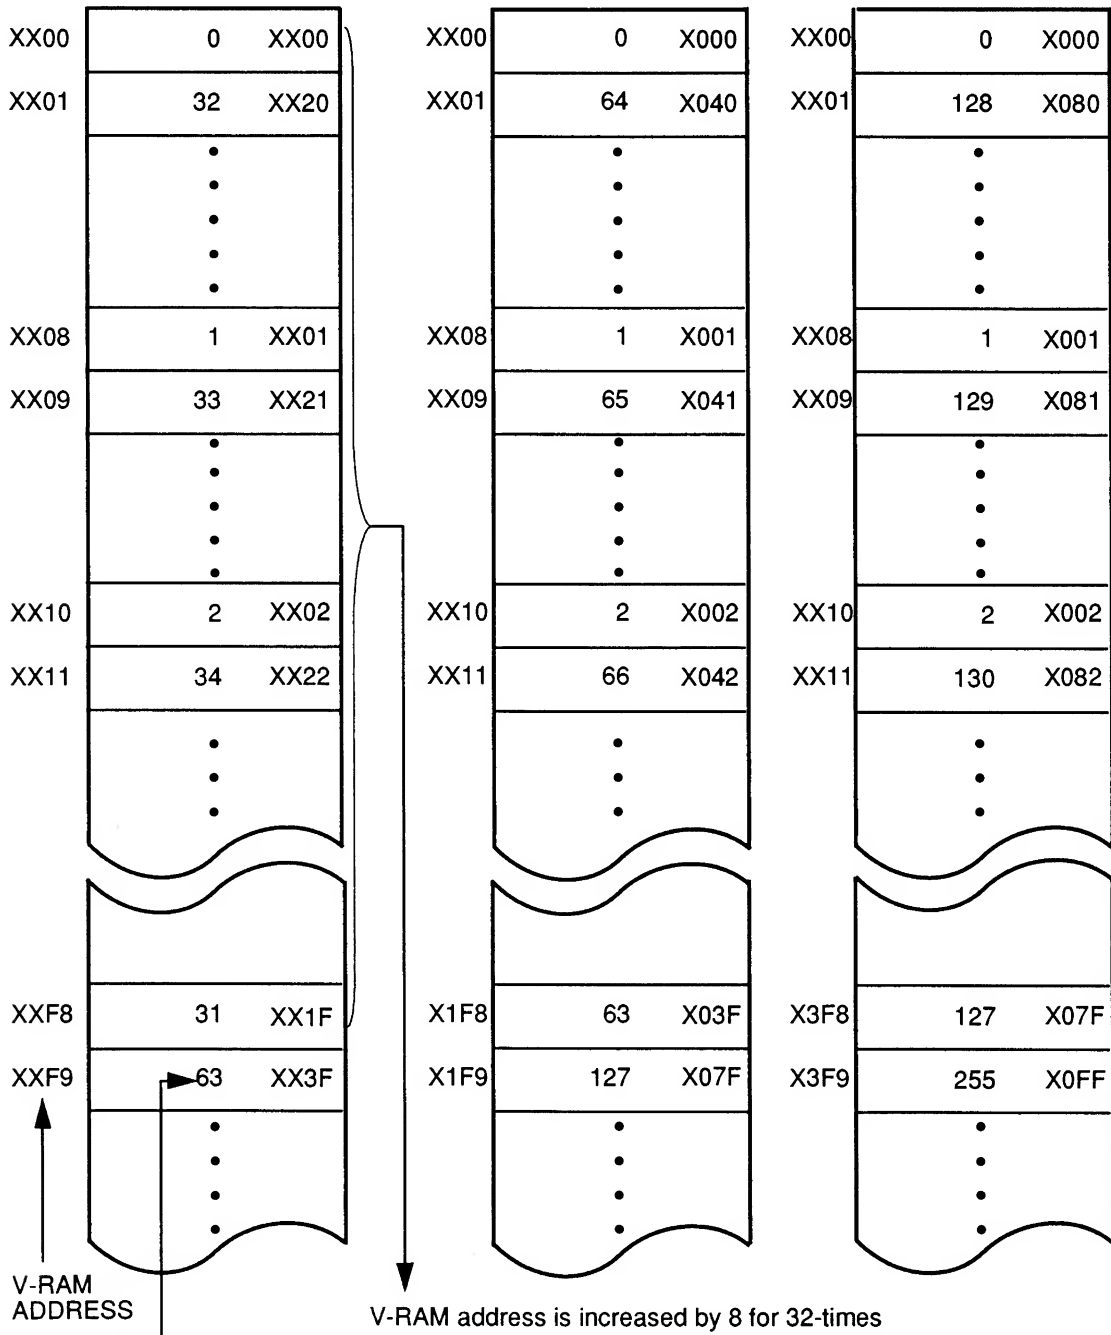 XX00 0 XX00 XX00 0 X000 XX00 0 X000
XX01 32 XX20 XX01 64 X040 XX01 128 X080
XX08 1 XX01 XX08 1 X001 XX08 1 X001
XX09 33 XX21 XX09 65 X041 XX09 129 X081
XX10 2 XX02 XX10 2 X002 XX10 2 X002
XX11 34 XX22 XX11 66 X042 XX11 130 X082
XXF8 31 XX1F X1F8 63 X03F X3F8 127 X07F
XXF9 63 XX3F X1F9 127 X07F X3F9 255 X0FF
V-RAM
ADDRESS
V-RAM address is increased by 8 for 32-times